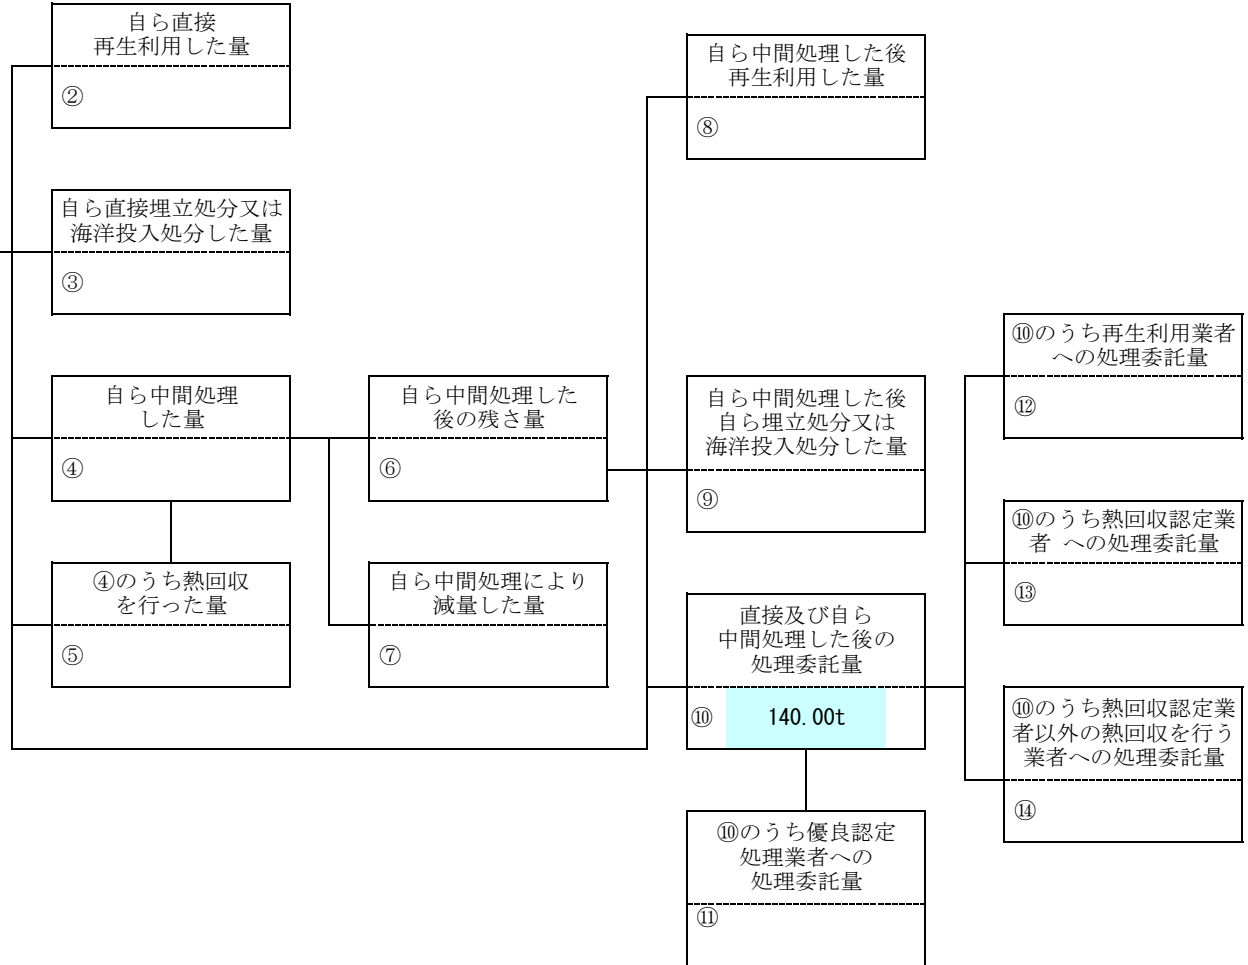 自ら直接
再生利用した量
②
自ら直接埋立処分又は
海洋投入処分した量
③
自ら中間処理
した量
④
④のうち熱回収
を行った量
⑤
自ら中間処理した
後の残さ量
⑥
自ら中間処理により
減量した量
⑦
自ら中間処理した後
再生利用した量
⑧
自ら中間処理した後
自ら埋立処分又は
海洋投入処分した量
⑨
直接及び自ら
中間処理した後の
処理委託量
⑩ 140.00t
⑩のうち優良認定
処理業者への
処理委託量
⑪
⑩のうち再生利用業者
への処理委託量
⑫
⑩のうち熱回収認定業
者 への処理委託量
⑬
⑩のうち熱回収認定業
者以外の熱回収を行う
業者への処理委託量
⑭